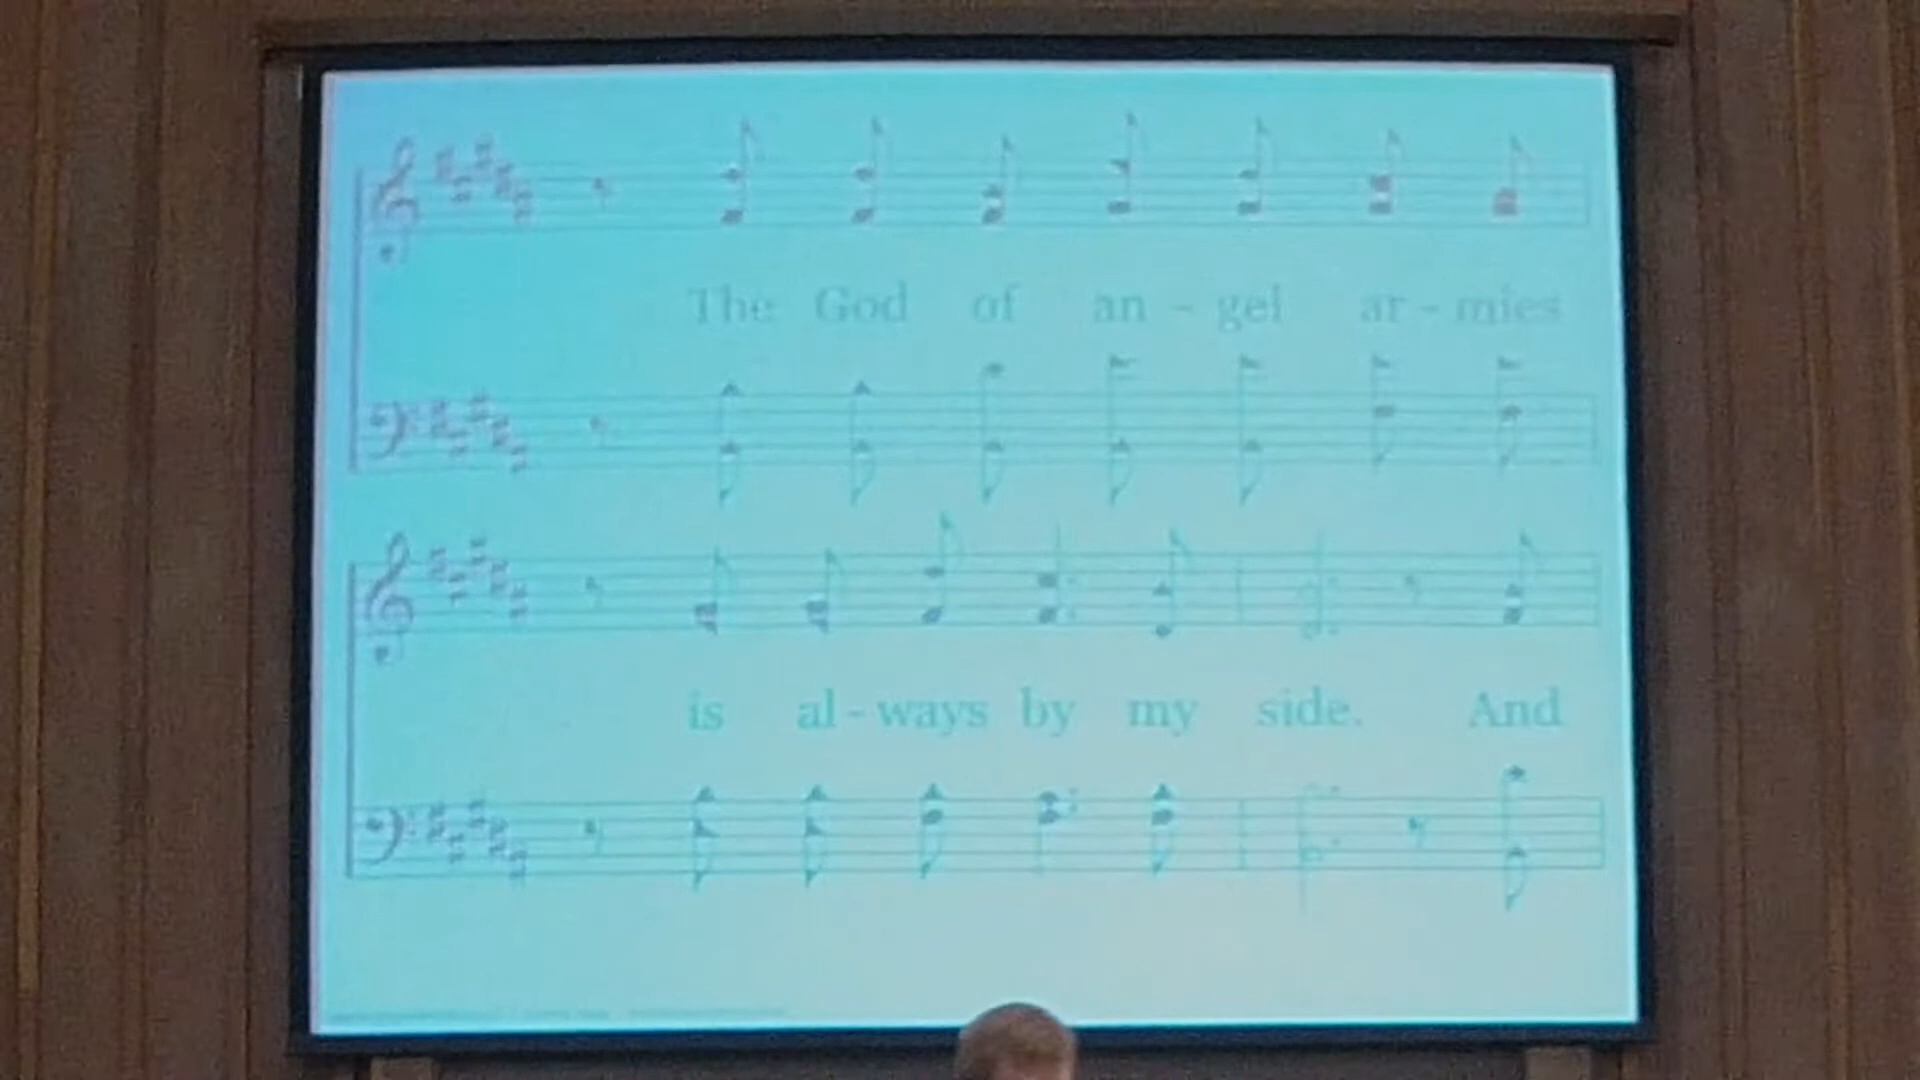 The God of an - gel ar - mies
is al - ways by my side. And